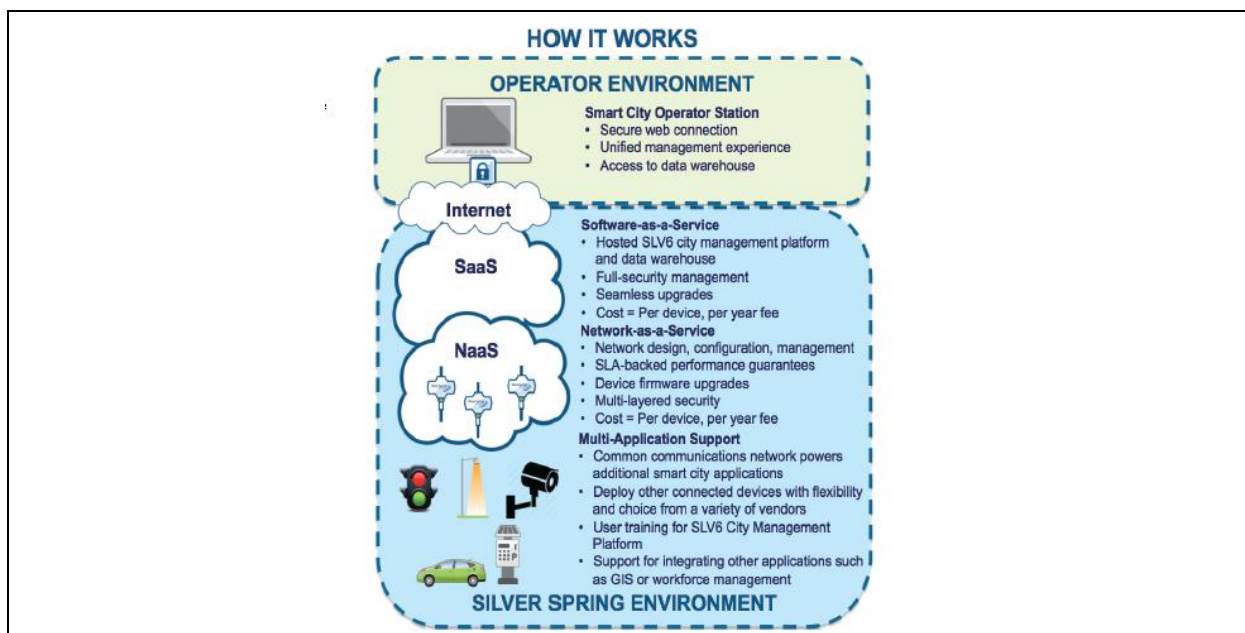 HOW IT WORKS
OPERATOR ENVIRONMENT
Smart City Operator Station
• Secure web connection
• Unified management experience
• Access to data warehouse
Internet
SaaS
NaaS
Software-as-a-Service
• Hosted SLV6 city management platform
and data warehouse
• Full-security management
• Seamless upgrades
• Cost = Per device, per year fee
Network-as-a-Service
• Network design, configuration, management
• SLA-backed performance guarantees
• Device firmware upgrades
• Multi-layered security
• Cost = Per device, per year fee
Multi-Application Support
• Common communications network powers
additional smart city applications
• Deploy other connected devices with flexibility
and choice from a variety of vendors
• User training for SLV6 City Management
Platform
• Support for integrating other applications such
as GIS or workforce management
P
SILVER SPRING ENVIRONMENT